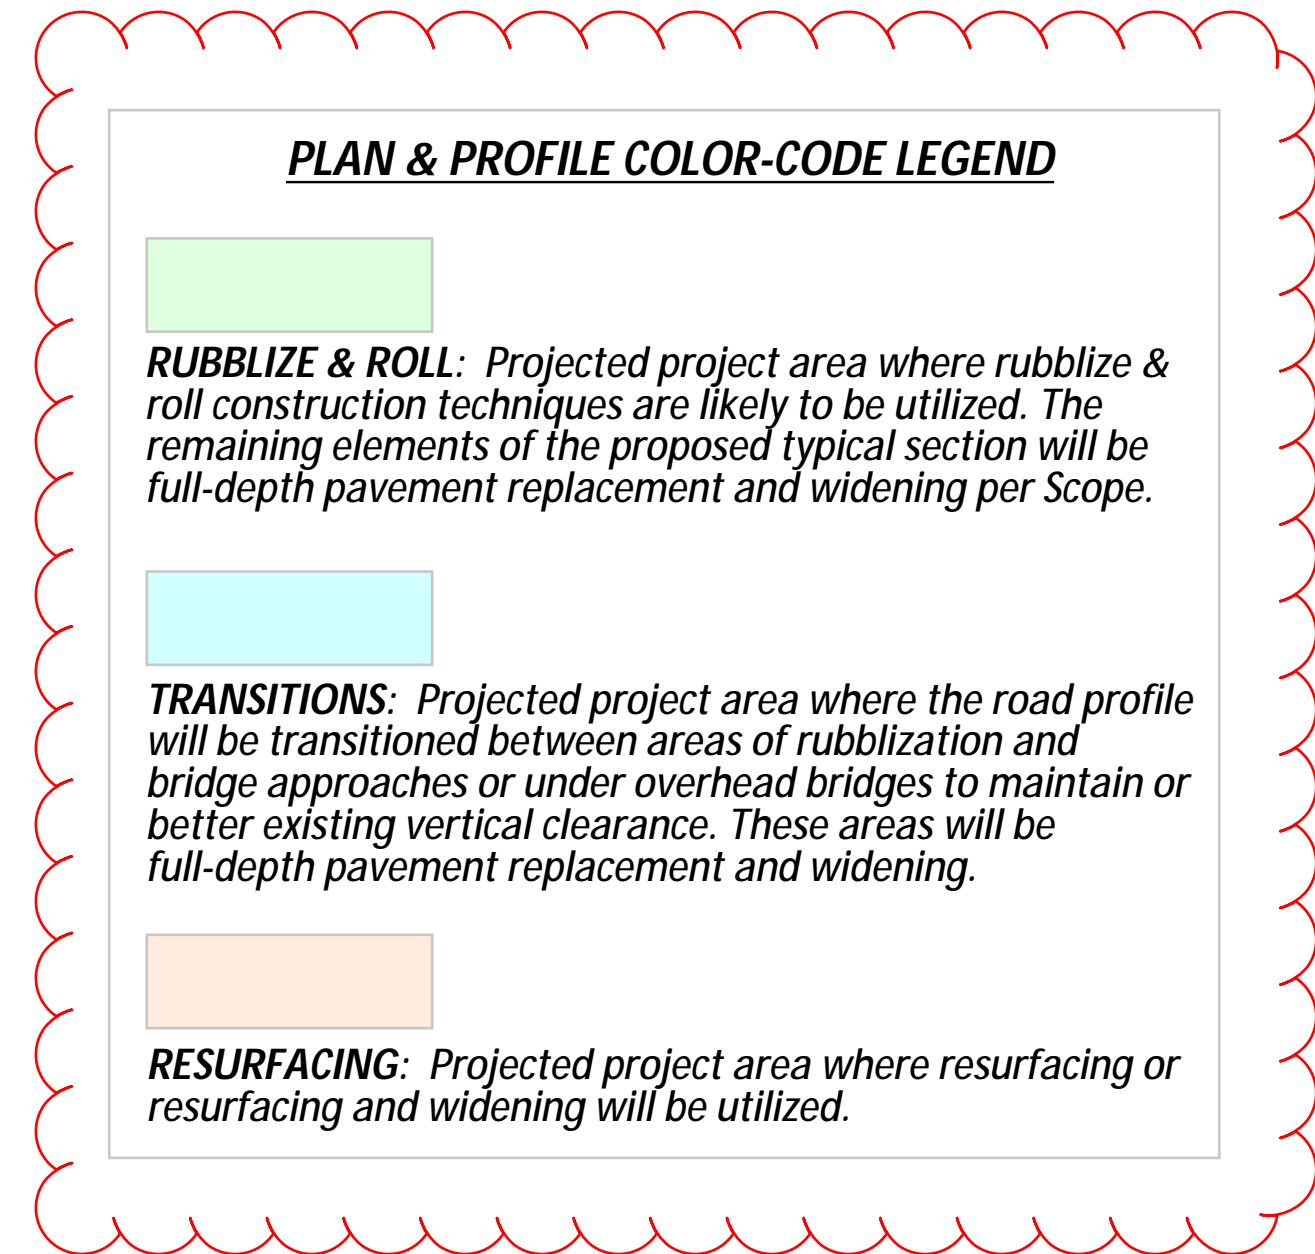 PLAN & PROFILE COLOR-CODE LEGEND
RUBBLIZE & ROLL: Projected project area where rubblize &
roll construction techniques are likely to be utilized. The
remaining elements of the proposed typical section will be
full-depth pavement replacement and widening per Scope.
TRANSITIONS: Projected project area where the road profile
will be transitioned between areas of rubblization and
bridge approaches or under overhead bridges to maintain or
better existing vertical clearance. These areas will be
full-depth pavement replacement and widening.
RESURFACING: Projected project area where resurfacing or
resurfacing and widening will be utilized.